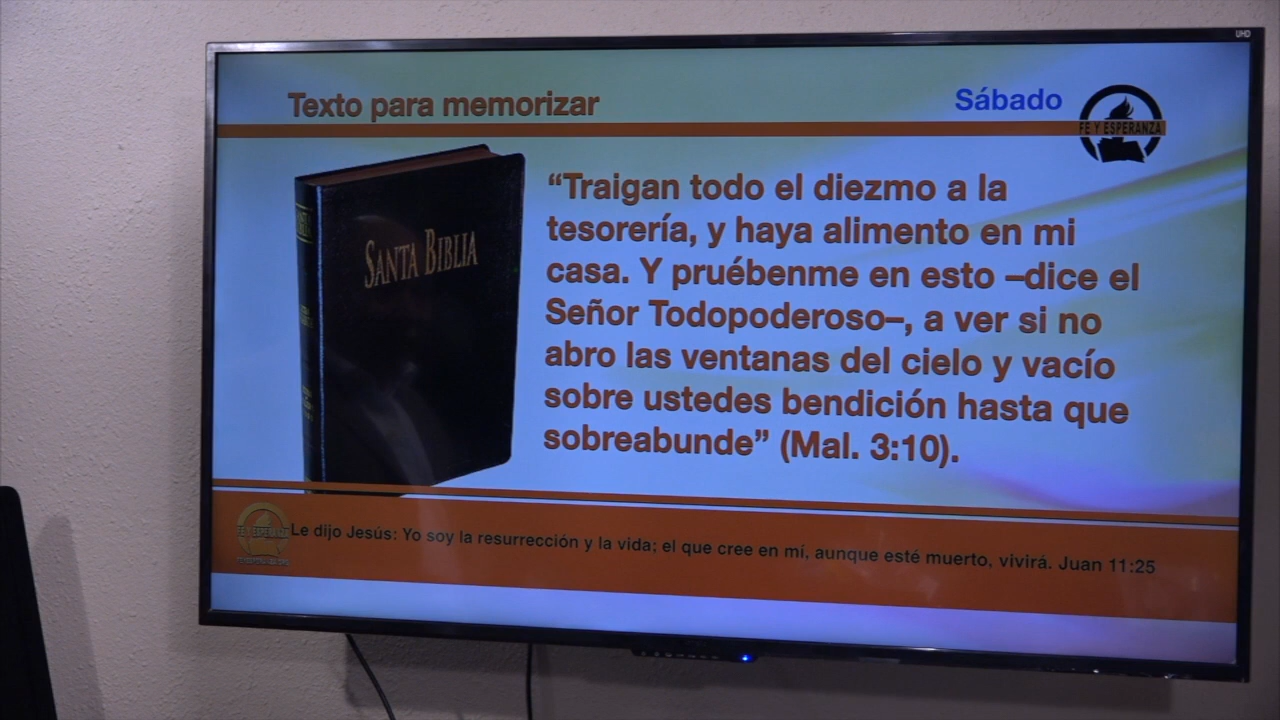 UHD
Texto para memorizar
Sábado
FE Y ESPERANZA
SANTA BIBLIA
“Traigan todo el diezmo a la
tesorería, y haya alimento en mi
casa. Y pruébenme en esto –dice el
Señor Todopoderoso–, a ver si no
abro las ventanas del cielo y vacío
sobre ustedes bendición hasta que
sobreabunde” (Mal. 3:10).
FE Y ESPERANZA
Le dijo Jesús: Yo soy la resurrección y la vida; el que cree en mí, aunque esté muerto, vivirá. Juan 11:25